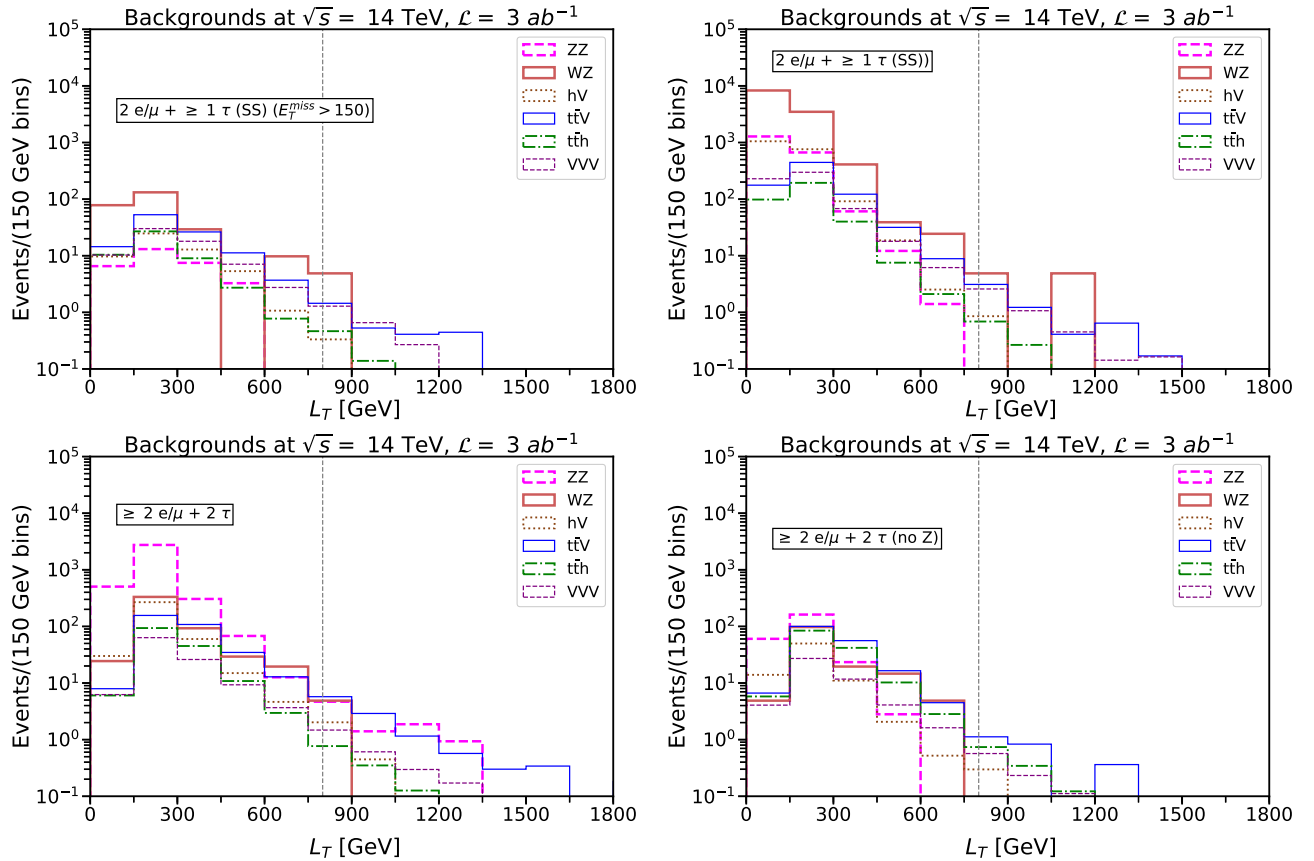 Backgrounds at √s = 14 TeV, ℒ = 3 ab⁻¹
Events/(150 GeV bins)
10⁵
10⁴
10³
10²
10¹
10⁰
10⁻¹
2 e/μ + ≥ 1 τ (SS) (E_T^miss > 150)
ZZ
WZ
hV
tt̄V
tt̄h
VVV
0 300 600 900 1200 1500 1800
L_T [GeV]
Backgrounds at √s = 14 TeV, ℒ = 3 ab⁻¹
Events/(150 GeV bins)
10⁵
10⁴
10³
10²
10¹
10⁰
10⁻¹
2 e/μ + ≥ 1 τ (SS))
ZZ
WZ
hV
tt̄V
tt̄h
VVV
0 300 600 900 1200 1500 1800
L_T [GeV]
Backgrounds at √s = 14 TeV, ℒ = 3 ab⁻¹
Events/(150 GeV bins)
10⁵
10⁴
10³
10²
10¹
10⁰
10⁻¹
≥ 2 e/μ + 2 τ
ZZ
WZ
hV
tt̄V
tt̄h
VVV
0 300 600 900 1200 1500 1800
L_T [GeV]
Backgrounds at √s = 14 TeV, ℒ = 3 ab⁻¹
Events/(150 GeV bins)
10⁵
10⁴
10³
10²
10¹
10⁰
10⁻¹
≥ 2 e/μ + 2 τ (no Z)
ZZ
WZ
hV
tt̄V
tt̄h
VVV
0 300 600 900 1200 1500 1800
L_T [GeV]